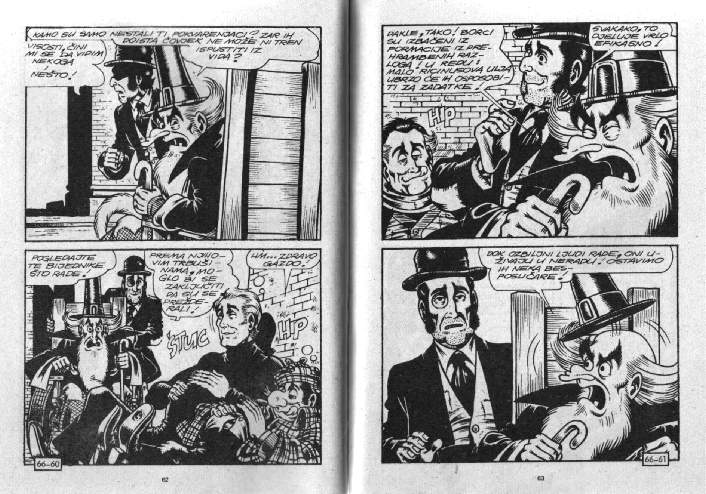 KAMO SU SAMO NESTALI TI POKVARENJACI? ZAR IH
DOISTA ČOVJEK NE MOŽE NI TREN
ISPUSTITI IZ
VIDA?
VISOSTI, ČINI
MI SE DA VIDIM
NEKOGA
I
NEŠTO!
POGLEDAJTE
TE BIJEDNIKE
ŠTO RADE!
PREMA NJIHO-
VIM TRBUŠI
NAMA, MO-
GLO BI SE
ZAKLJUČITI
DA SU SE
PREŽDE-
RALI!
HM... ZDRAVO
GAZDO!
ŠTUC
HIP
66-60
62
DAKLE, TAKO! BORCI
SU IZBAČENI IZ
FORMACIJE IZ PRE-
HRAMBENIH RAZ-
LOGA! U REDU!
MALO RICINUSOVA ULJA
UBRZO ĆE IH OSPOSOBI-
TI ZA ZADATKE!
SVAKAKO, TO
DJELUJE VRLO
EFIKASNO!
HIP
DOK OZBILJNI LJUDI RADE, ONI U-
ŽIVAJU U NERADU! OSTAVIMO
IH NEKA BES-
POSLIČARE!
66-61
63